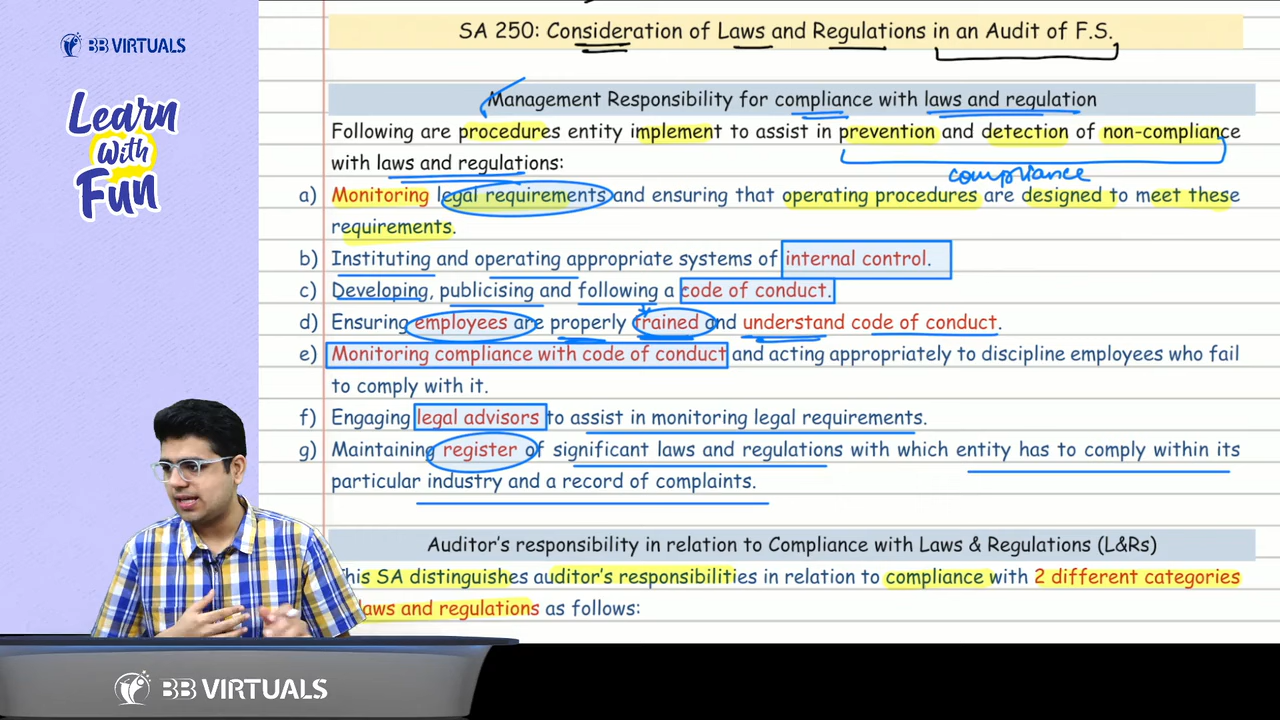 BB VIRTUALS
Learn
With
Fun
SA 250: Consideration of Laws and Regulations in an Audit of F.S.
Management Responsibility for compliance with laws and regulation
Following are procedures entity implement to assist in prevention and detection of non-compliance
with laws and regulations:
compliance
a) Monitoring legal requirements and ensuring that operating procedures are designed to meet these
requirements.
b) Instituting and operating appropriate systems of internal control.
c) Developing, publicising and following a code of conduct.
d) Ensuring employees are properly trained and understand code of conduct.
e) Monitoring compliance with code of conduct and acting appropriately to discipline employees who fail
to comply with it.
f) Engaging legal advisors to assist in monitoring legal requirements.
g) Maintaining register of significant laws and regulations with which entity has to comply within its
particular industry and a record of complaints.
Auditor's responsibility in relation to Compliance with Laws & Regulations (L&Rs)
his SA distinguishes auditor's responsibilities in relation to compliance with 2 different categories
laws and regulations as follows:
BB VIRTUALS